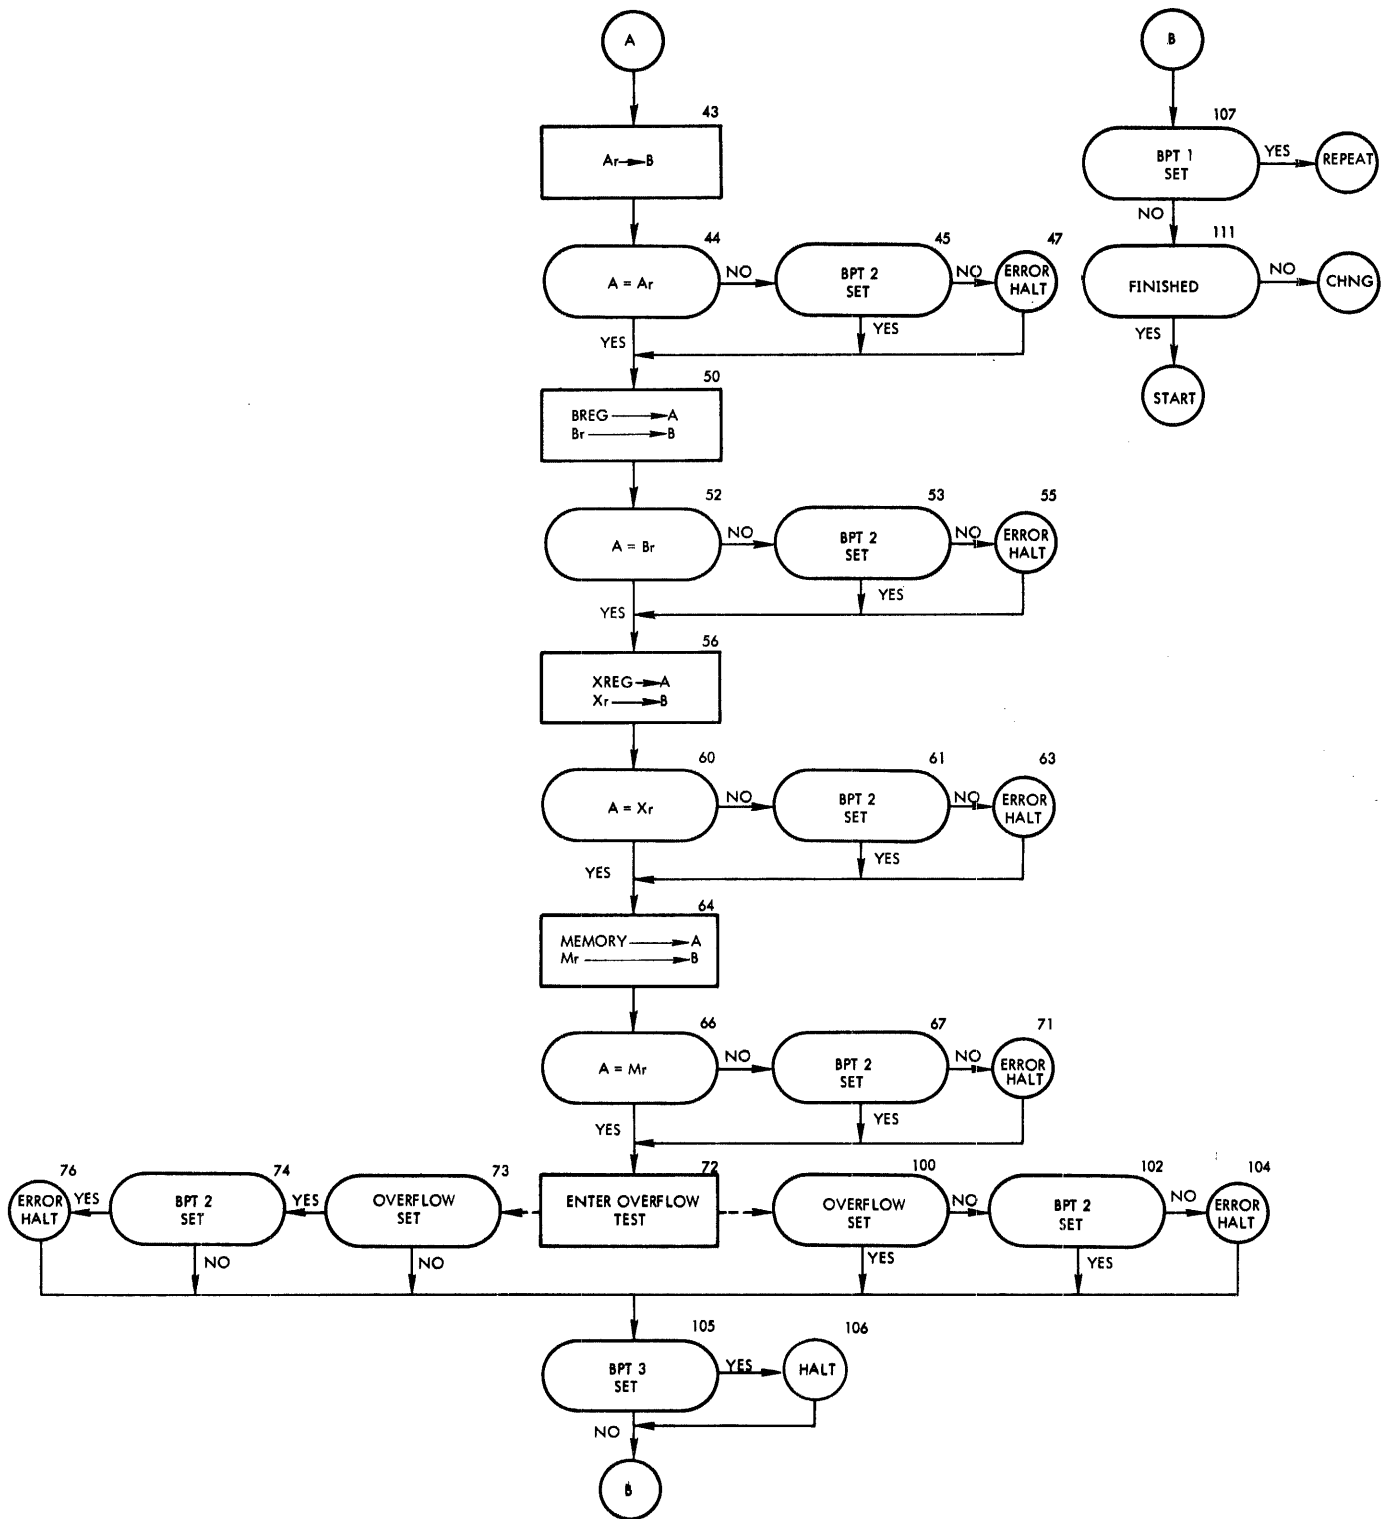 A
B
43
Ar→B
107
BPT 1
SET
YES
REPEAT
NO
44
A = Ar
NO
45
BPT 2
SET
NO
47
ERROR
HALT
YES
YES
111
FINISHED
NO
CHNG
YES
START
50
BREG→A
Br→B
52
A = Br
NO
53
BPT 2
SET
NO
55
ERROR
HALT
YES
YES
56
XREG→A
Xr→B
60
A = Xr
NO
61
BPT 2
SET
NO
63
ERROR
HALT
YES
YES
64
MEMORY→A
Mr→B
66
A = Mr
NO
67
BPT 2
SET
NO
71
ERROR
HALT
YES
YES
76
ERROR
HALT
YES
74
BPT 2
SET
YES
73
OVERFLOW
SET
72
ENTER OVERFLOW
TEST
100
OVERFLOW
SET
NO
102
BPT 2
SET
NO
104
ERROR
HALT
NO
NO
YES
YES
105
BPT 3
SET
YES
106
HALT
NO
B